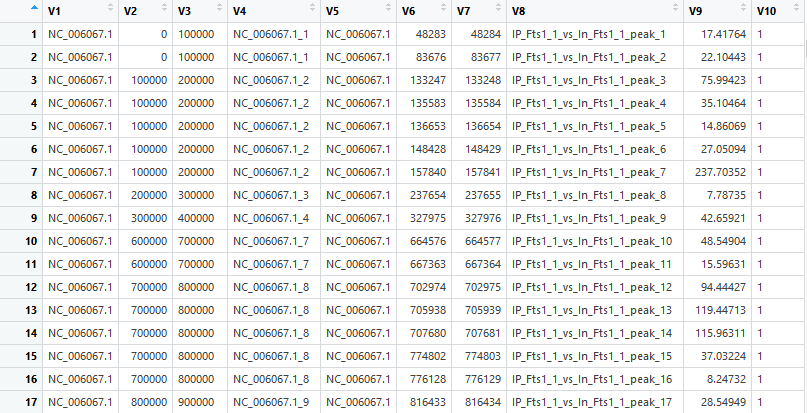 V1 V2 V3 V4 V5 V6 V7 V8 V9 V10
1 NC_006067.1 0 100000 NC_006067.1_1 NC_006067.1 48283 48284 IP_Fts1_1_vs_In_Fts1_1_peak_1 17.41764 1
2 NC_006067.1 0 100000 NC_006067.1_1 NC_006067.1 83676 83677 IP_Fts1_1_vs_In_Fts1_1_peak_2 22.10443 1
3 NC_006067.1 100000 200000 NC_006067.1_2 NC_006067.1 133247 133248 IP_Fts1_1_vs_In_Fts1_1_peak_3 75.99423 1
4 NC_006067.1 100000 200000 NC_006067.1_2 NC_006067.1 135583 135584 IP_Fts1_1_vs_In_Fts1_1_peak_4 35.10464 1
5 NC_006067.1 100000 200000 NC_006067.1_2 NC_006067.1 136653 136654 IP_Fts1_1_vs_In_Fts1_1_peak_5 14.86069 1
6 NC_006067.1 100000 200000 NC_006067.1_2 NC_006067.1 148428 148429 IP_Fts1_1_vs_In_Fts1_1_peak_6 27.05094 1
7 NC_006067.1 100000 200000 NC_006067.1_2 NC_006067.1 157840 157841 IP_Fts1_1_vs_In_Fts1_1_peak_7 237.70352 1
8 NC_006067.1 200000 300000 NC_006067.1_3 NC_006067.1 237654 237655 IP_Fts1_1_vs_In_Fts1_1_peak_8 7.78735 1
9 NC_006067.1 300000 400000 NC_006067.1_4 NC_006067.1 327975 327976 IP_Fts1_1_vs_In_Fts1_1_peak_9 42.65921 1
10 NC_006067.1 600000 700000 NC_006067.1_7 NC_006067.1 664576 664577 IP_Fts1_1_vs_In_Fts1_1_peak_10 48.54904 1
11 NC_006067.1 600000 700000 NC_006067.1_7 NC_006067.1 667363 667364 IP_Fts1_1_vs_In_Fts1_1_peak_11 15.59631 1
12 NC_006067.1 700000 800000 NC_006067.1_8 NC_006067.1 702974 702975 IP_Fts1_1_vs_In_Fts1_1_peak_12 94.44427 1
13 NC_006067.1 700000 800000 NC_006067.1_8 NC_006067.1 705938 705939 IP_Fts1_1_vs_In_Fts1_1_peak_13 119.44713 1
14 NC_006067.1 700000 800000 NC_006067.1_8 NC_006067.1 707680 707681 IP_Fts1_1_vs_In_Fts1_1_peak_14 115.96311 1
15 NC_006067.1 700000 800000 NC_006067.1_8 NC_006067.1 774802 774803 IP_Fts1_1_vs_In_Fts1_1_peak_15 37.03224 1
16 NC_006067.1 700000 800000 NC_006067.1_8 NC_006067.1 776128 776129 IP_Fts1_1_vs_In_Fts1_1_peak_16 8.24732 1
17 NC_006067.1 800000 900000 NC_006067.1_9 NC_006067.1 816433 816434 IP_Fts1_1_vs_In_Fts1_1_peak_17 28.54949 1